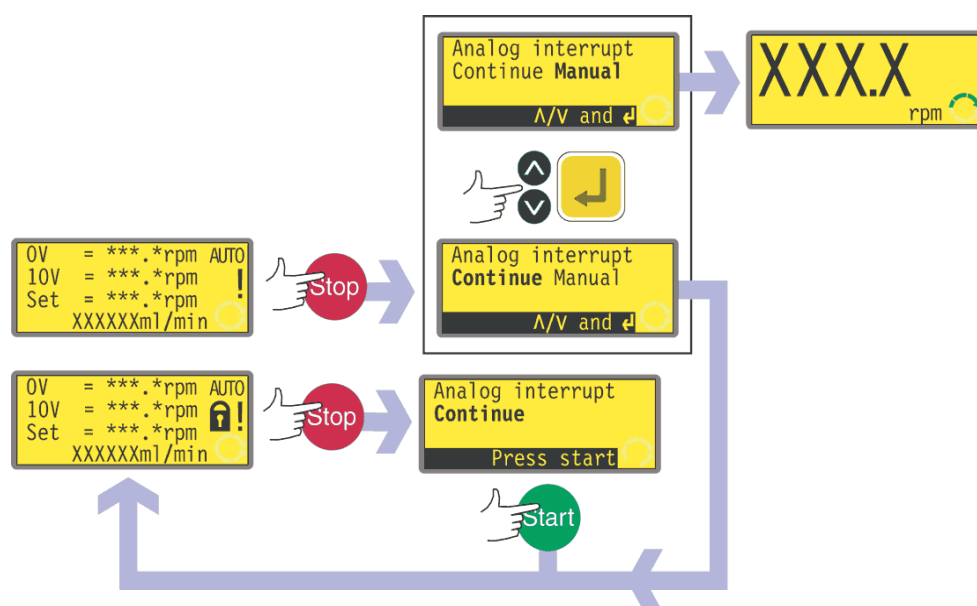 Analog interrupt
Continue Manual
Λ/V and ↲
XXX.X
rpm
0V = ***.*rpm AUTO
10V = ***.*rpm !
Set = ***.*rpm
XXXXXXml/min
Stop
Analog interrupt
Continue Manual
Λ/V and ↲
0V = ***.*rpm AUTO
10V = ***.*rpm !
Set = ***.*rpm
XXXXXXml/min
Stop
Analog interrupt
Continue
Press start
Start